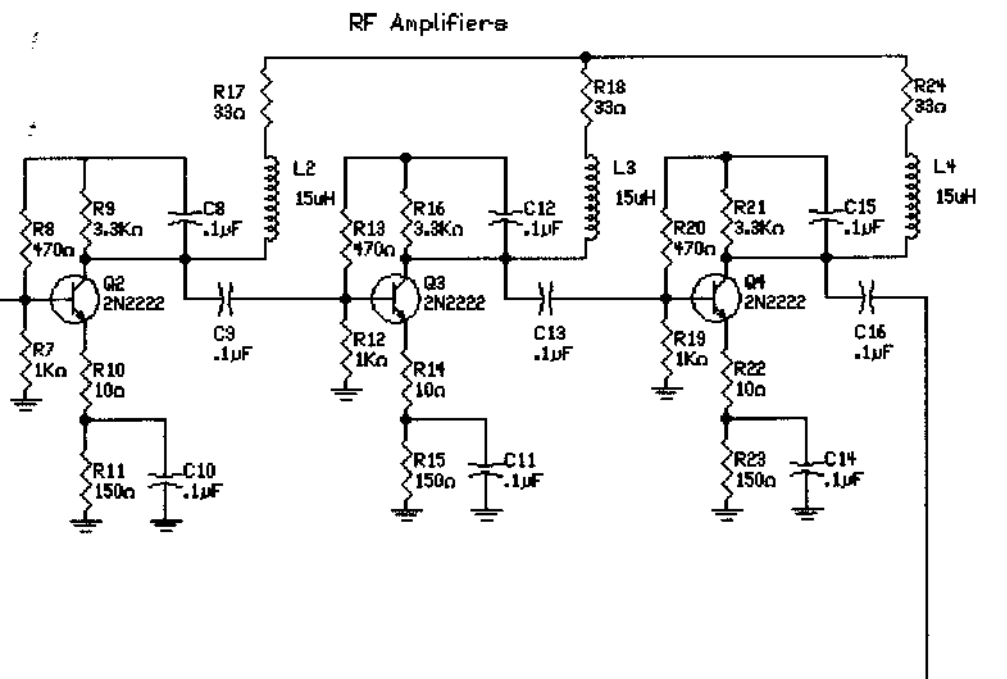 RF Amplifiers
R17
33Ω
R18
33Ω
R24
33Ω
L2
15uH
L3
15uH
L4
15uH
R9
3.3KΩ
C8
.1µF
R8
470Ω
R16
3.3KΩ
C12
.1µF
R13
470Ω
R21
3.3KΩ
C15
.1µF
R20
470Ω
Q2
2N2222
Q3
2N2222
Q4
2N2222
C9
.1µF
C13
.1µF
C16
.1µF
R7
1KΩ
R10
10Ω
R12
1KΩ
R14
10Ω
R19
1KΩ
R22
10Ω
R11
150Ω
C10
.1µF
R15
150Ω
C11
.1µF
R23
150Ω
C14
.1µF